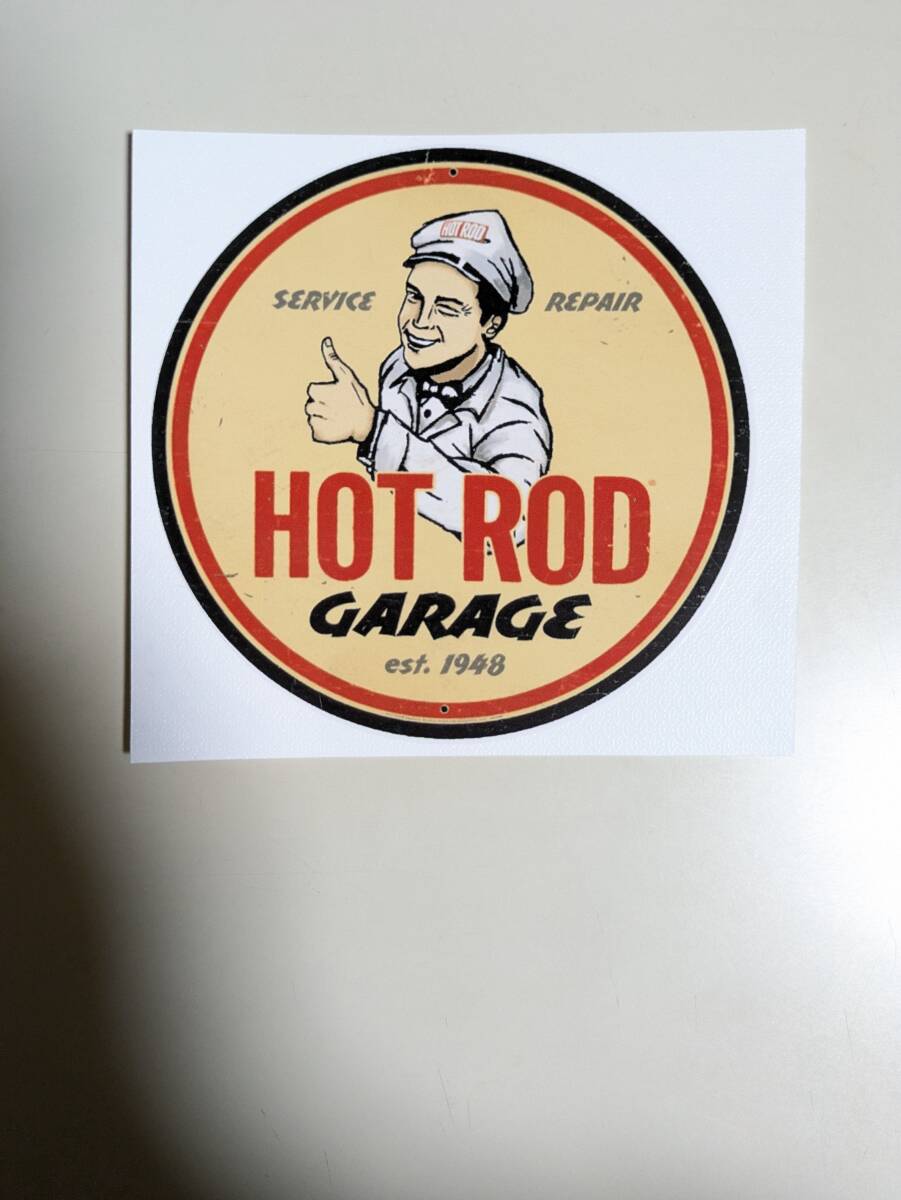 HOT ROD
SERVICE REPAIR
HOT ROD
GARAGE
est. 1948